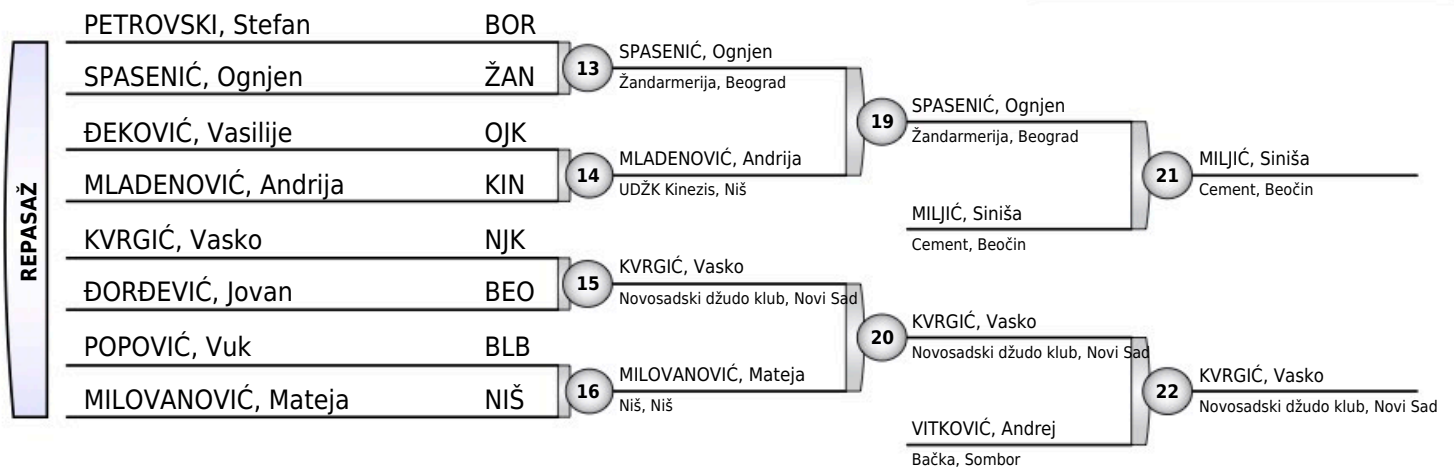 REPASAŽ
PETROVSKI, Stefan BOR
SPASENIĆ, Ognjen ŽAN
ĐEKOVIĆ, Vasilije OJK
MLADENOVIĆ, Andrija KIN
KVRGIĆ, Vasko NJK
ĐORĐEVIĆ, Jovan BEO
POPOVIĆ, Vuk BLB
MILOVANOVIĆ, Mateja NIŠ
13
SPASENIĆ, Ognjen
Žandarmerija, Beograd
14
MLADENOVIĆ, Andrija
UDŽK Kinezis, Niš
15
KVRGIĆ, Vasko
Novosadski džudo klub, Novi Sad
16
MILOVANOVIĆ, Mateja
Niš, Niš
19
SPASENIĆ, Ognjen
Žandarmerija, Beograd
MILJIĆ, Siniša
Cement, Beočin
20
KVRGIĆ, Vasko
Novosadski džudo klub, Novi Sad
VITKOVIĆ, Andrej
Bačka, Sombor
21
MILJIĆ, Siniša
Cement, Beočin
22
KVRGIĆ, Vasko
Novosadski džudo klub, Novi Sad